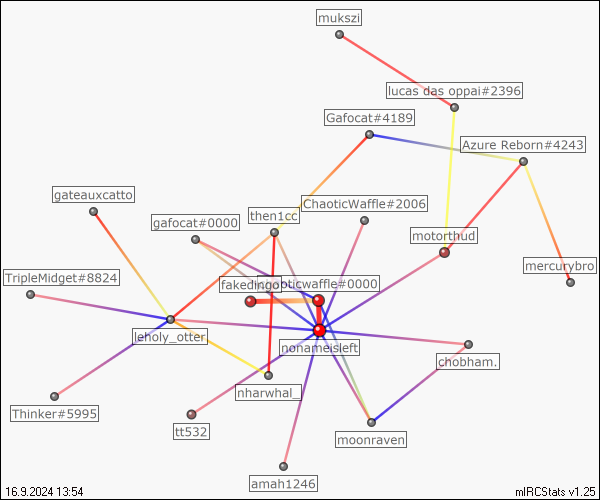 mukszi
lucas das oppai#2396
Gafocat#4189
Azure Reborn#4243
gateauxcatto
ChaoticWaffle#2006
gafocat#0000
then1cc
motorthud
mercurybro
TripleMidget#8824
fakedingo
chaoticwaffle#0000
leholy_otter
nonameisleft
chobham.
nharwhal_
Thinker#5995
tt532
moonraven
amah1246
16.9.2024 13:54
mIRCStats v1.25